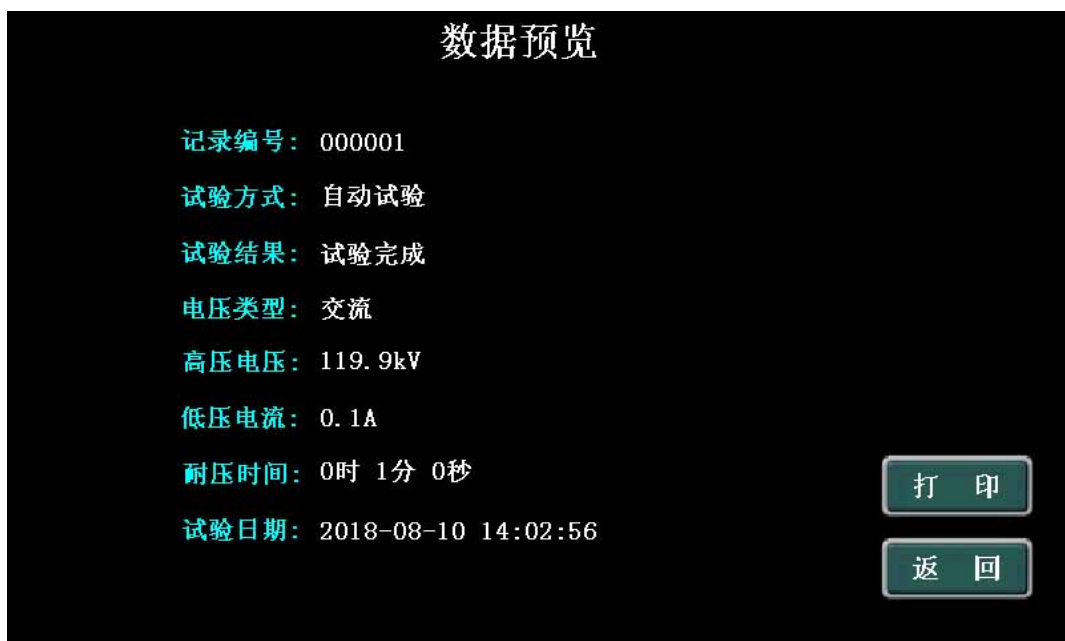 数据预览
记录编号: 000001
试验方式: 自动试验
试验结果: 试验完成
电压类型: 交流
高压电压: 119.9kV
低压电流: 0.1A
耐压时间: 0时 1分 0秒
打 印
试验日期: 2018-08-10 14:02:56
返 回